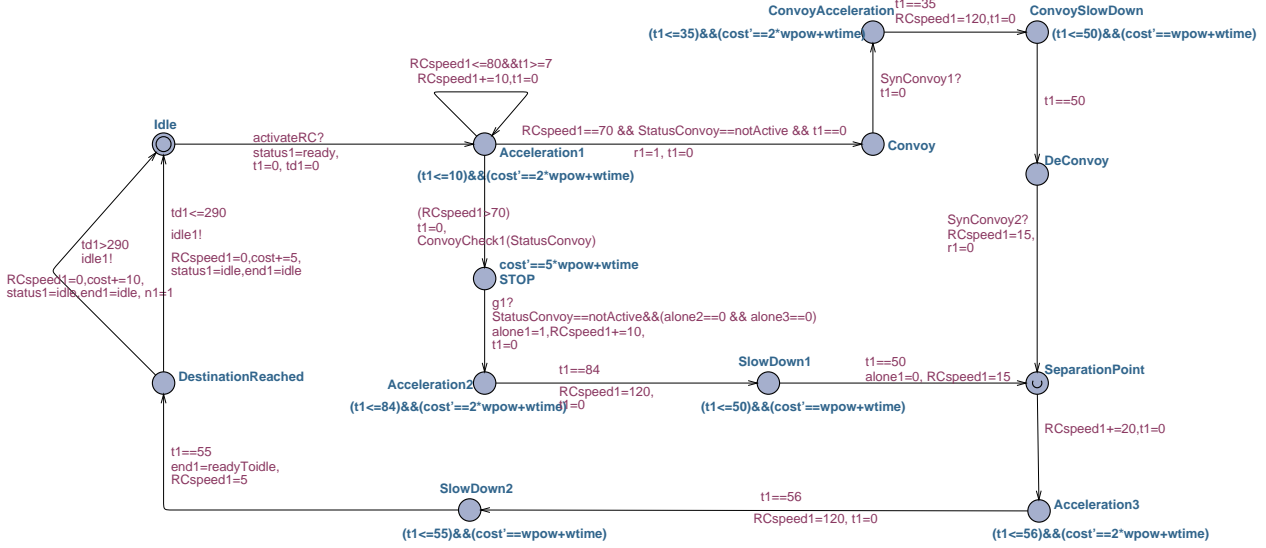 ConvoyAcceleration
t1==35
RCspeed1=120,t1=0
ConvoySlowDown
(t1<=35)&&(cost'==2*wpow+wtime)
(t1<=50)&&(cost'==wpow+wtime)
RCspeed1<=80&&t1>=7
RCspeed1+=10,t1=0
SynConvoy1?
t1=0
t1==50
Idle
activateRC?
status1=ready,
t1=0, td1=0
RCspeed1==70 && StatusConvoy==notActive && t1==0
r1=1, t1=0
Acceleration1
(t1<=10)&&(cost'==2*wpow+wtime)
Convoy
DeConvoy
td1<=290
idle1!
RCspeed1=0,cost+=5,
status1=idle,end1=idle
(RCspeed1>70)
t1=0,
ConvoyCheck1(StatusConvoy)
SynConvoy2?
RCspeed1=15,
r1=0
td1>290
idle1!
RCspeed1=0,cost+=10,
status1=idle,end1=idle, n1=1
cost'==5*wpow+wtime
STOP
g1?
StatusConvoy==notActive&&(alone2==0 && alone3==0)
alone1=1,RCspeed1+=10,
t1=0
DestinationReached
Acceleration2
(t1<=84)&&(cost'==2*wpow+wtime)
t1==84
RCspeed1=120,
t1=0
SlowDown1
(t1<=50)&&(cost'==wpow+wtime)
t1==50
alone1=0, RCspeed1=15
SeparationPoint
RCspeed1+=20,t1=0
t1==55
end1=readyToidle,
RCspeed1=5
SlowDown2
(t1<=55)&&(cost'==wpow+wtime)
t1==56
RCspeed1=120, t1=0
Acceleration3
(t1<=56)&&(cost'==2*wpow+wtime)